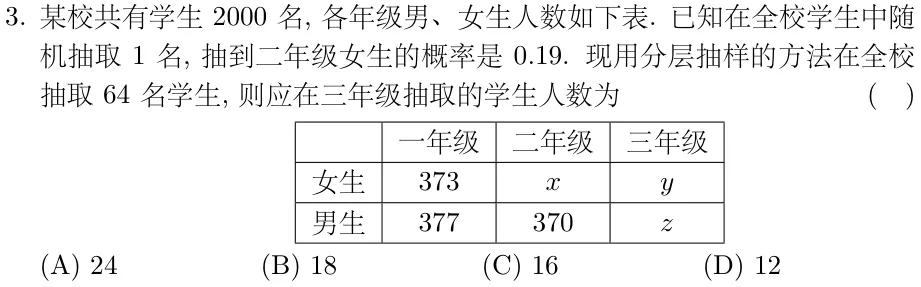 3. 某校共有学生 2000 名, 各年级男、女生人数如下表. 已知在全校学生中随
机抽取 1 名, 抽到二年级女生的概率是 0.19. 现用分层抽样的方法在全校
抽取 64 名学生, 则应在三年级抽取的学生人数为 ( )
一年级 二年级 三年级
女生 373 x y
男生 377 370 z
(A) 24 (B) 18 (C) 16 (D) 12